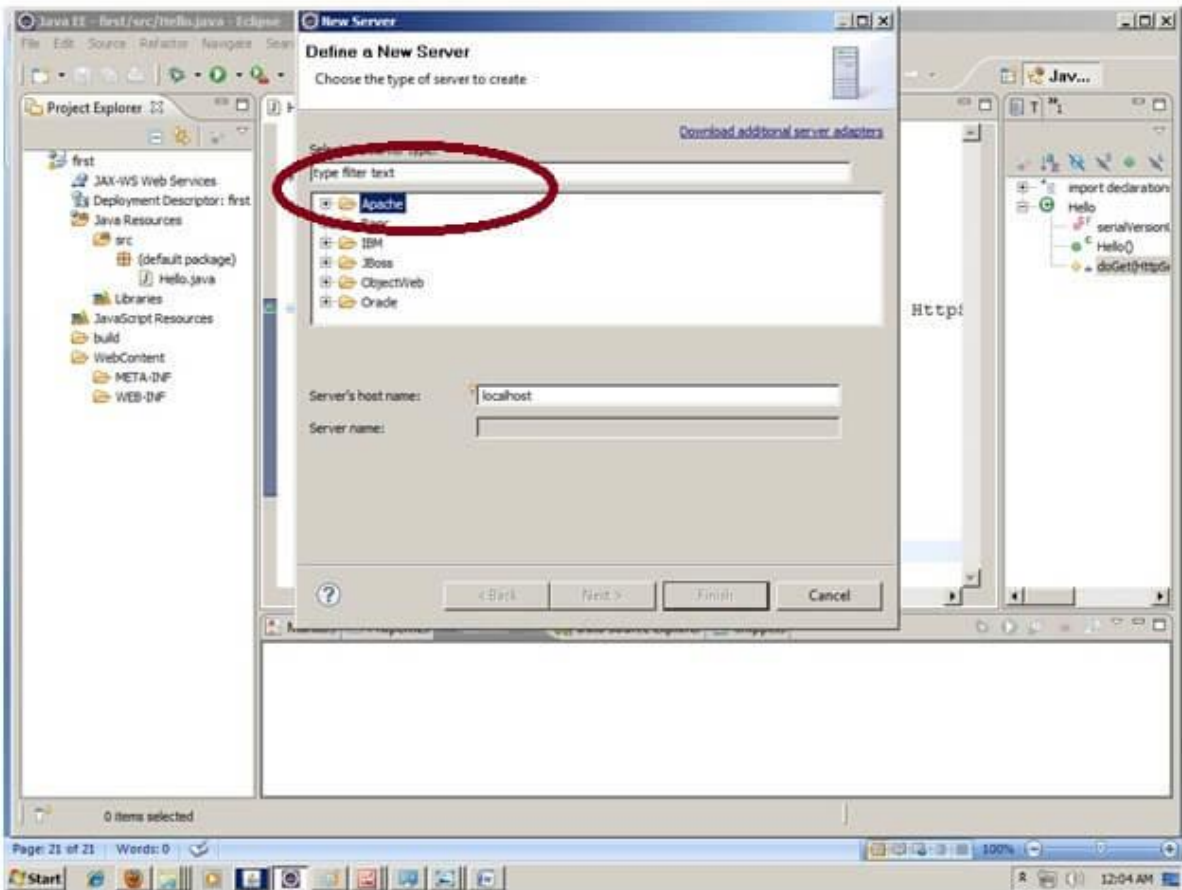 Java EE - first/src/Hello.java - Eclipse
New Server
File Edit Source Refactor Navigate Sear
Define a New Server
Choose the type of server to create
Jav...
Project Explorer
Download additional server adapters
type filter text
Apache
IBM
JBoss
ObjectWeb
Oracle
first
JAX-WS Web Services
Deployment Descriptor: first
Java Resources
src
(default package)
Hello.java
Libraries
JavaScript Resources
build
WebContent
META-INF
WEB-INF
import declaration
Hello
serialVersionU
Hello()
doGet(HttpSe
HttpS
Server's host name: localhost
Server name:
< Back Next > Finish Cancel
0 items selected
Page: 21 of 21 Words: 0 100%
Start 12:04 AM